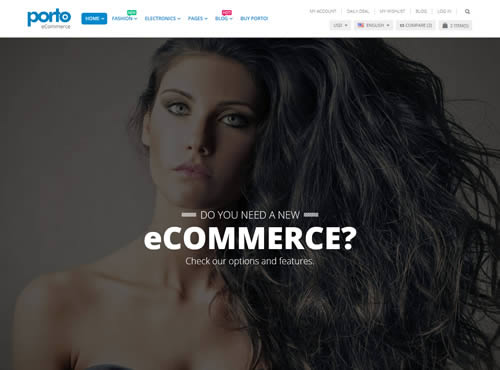 porto
eCommerce
HOME
FASHION
NEW
ELECTRONICS
PAGES
BLOG
HOT
BUY PORTO!
MY ACCOUNT
DAILY DEAL
MY WISHLIST
BLOG
LOG IN
USD
ENGLISH
COMPARE (2)
2 ITEM(S)
DO YOU NEED A NEW
eCOMMERCE?
Check our options and features.